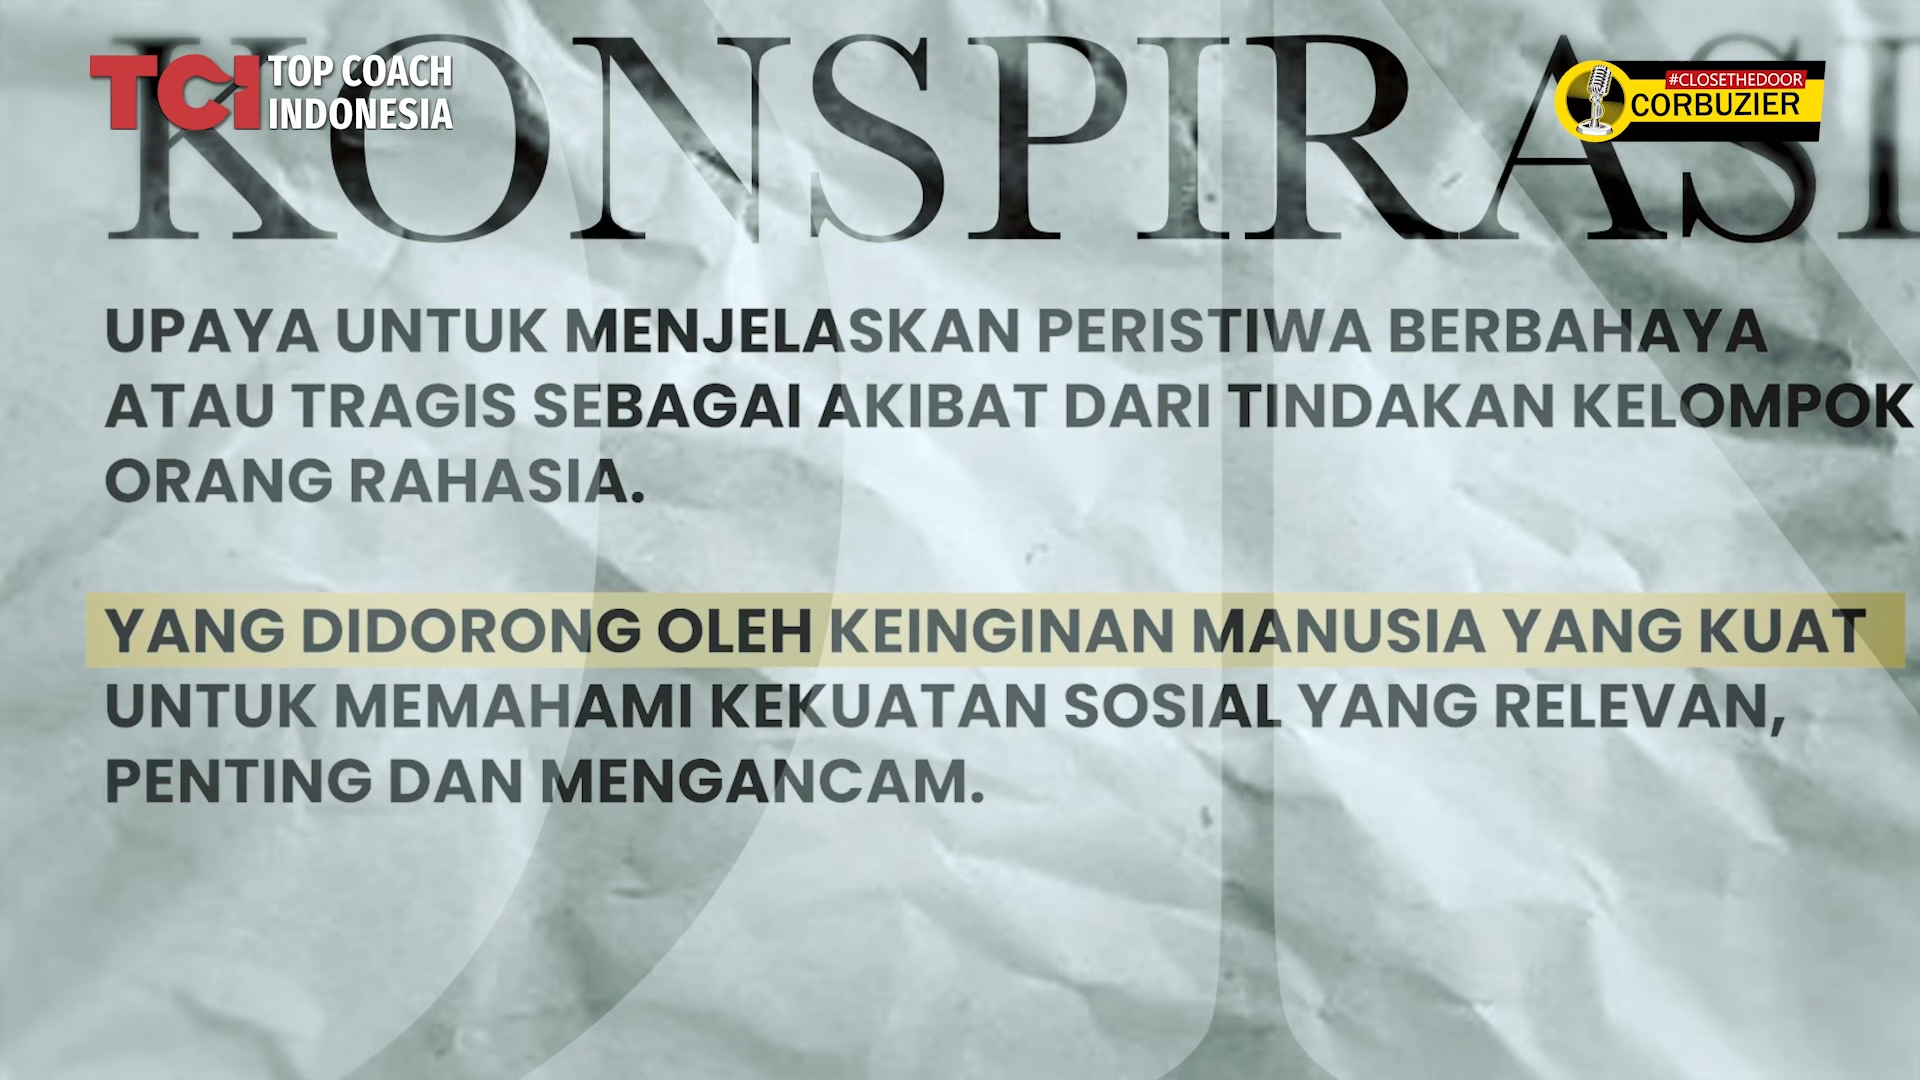 KONSPIRASI
TCI TOP COACH
INDONESIA
#CLOSETHEDOOR
CORBUZIER
UPAYA UNTUK MENJELASKAN PERISTIWA BERBAHAYA
ATAU TRAGIS SEBAGAI AKIBAT DARI TINDAKAN KELOMPOK
ORANG RAHASIA.
YANG DIDORONG OLEH KEINGINAN MANUSIA YANG KUAT
UNTUK MEMAHAMI KEKUATAN SOSIAL YANG RELEVAN,
PENTING DAN MENGANCAM.